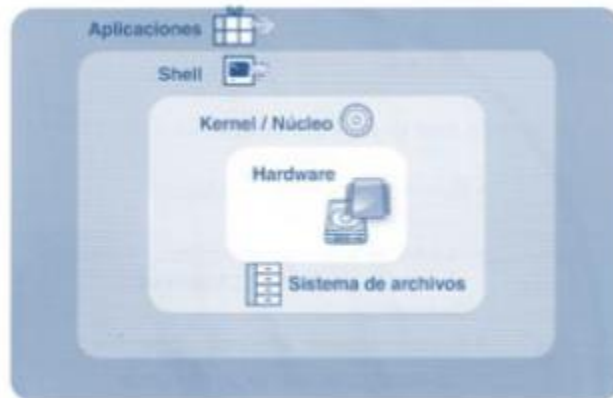 Aplicaciones
Shell
Kernel / Núcleo
Hardware
Sistema de archivos